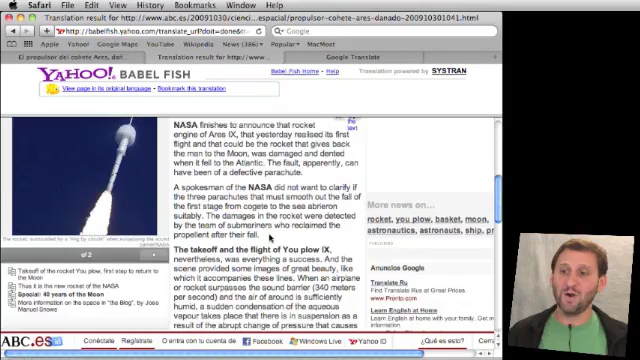 Safari File Edit View History Bookmarks Window Help
Translation result for http://www.abc.es/20091030/cienci espacial/propulsor-cohete-ares-danado-200910301041.html
http://babelfish.yahoo.com/translate_url?doit=done&
Google
Apple Yahoo! Google Maps YouTube Wikipedia News (386) Popular MacMost
El propulsor del cohete Ares, dañ... Translation result for http://ww... Google Translate
YAHOO! BABEL FISH
Babel Fish Home - Help Translation powered by SYSTRAN
View page in its original language - Bookmark this translation
the
text
NASA finishes to announce that rocket
engine of Ares IX, that yesterday realised its first
flight and that could be the rocket that gives back
the man to the Moon, was damaged and dented
when it fell to the Atlantic. The fault, apparently, can
have been of a defective parachute.
A spokesman of the NASA did not want to clarify if
the three parachutes that must smooth out the fall of
the first stage from cogete to the sea abrieron
suitably. The damages in the rocket were detected
by the team of submariners who reclaimed the
propellent after their fall.
The takeoff and the flight of You plow IX,
nevertheless, was everything a success. And the
scene provided some images of great beauty, like
which it accompanies these lines. When an airplane
or rocket surpasses the sound barrier (340 meters
per second) and the air of around is sufficiently
humid, a sudden condensation of the aqueous
vapour takes place that there is in suspension as a
result of the abrupt change of pressure that causes
of 2
Takeoff of the rocket You plow, first step to return to
the Moon
Thus it is the new rocket of the NASA
Special: 40 years of the Moon
More information on the space in "the Blog", by Jose
Manuel Snows
More news on...
rocket, you plow, basket, moon,
astronautics, astronauts, ship,
Anuncios Google
Translate Ru
Find Translate Ru at Great Prices.
www.Pronto.com
Learn English at Home
ABC.es Conéctate Regístrate O entra con tu cuenta de Facebook Windows Live Yahoo ID ¿Qué es esto?